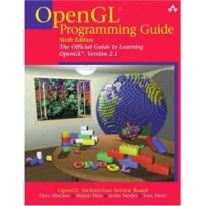 OpenGL®
Programming Guide
Sixth Edition
The Official Guide to Learning
OpenGL®, Version 2.1
OpenGL Architecture Review Board
Dave Shreiner • Mason Woo • Jackie Neider • Tom Davis